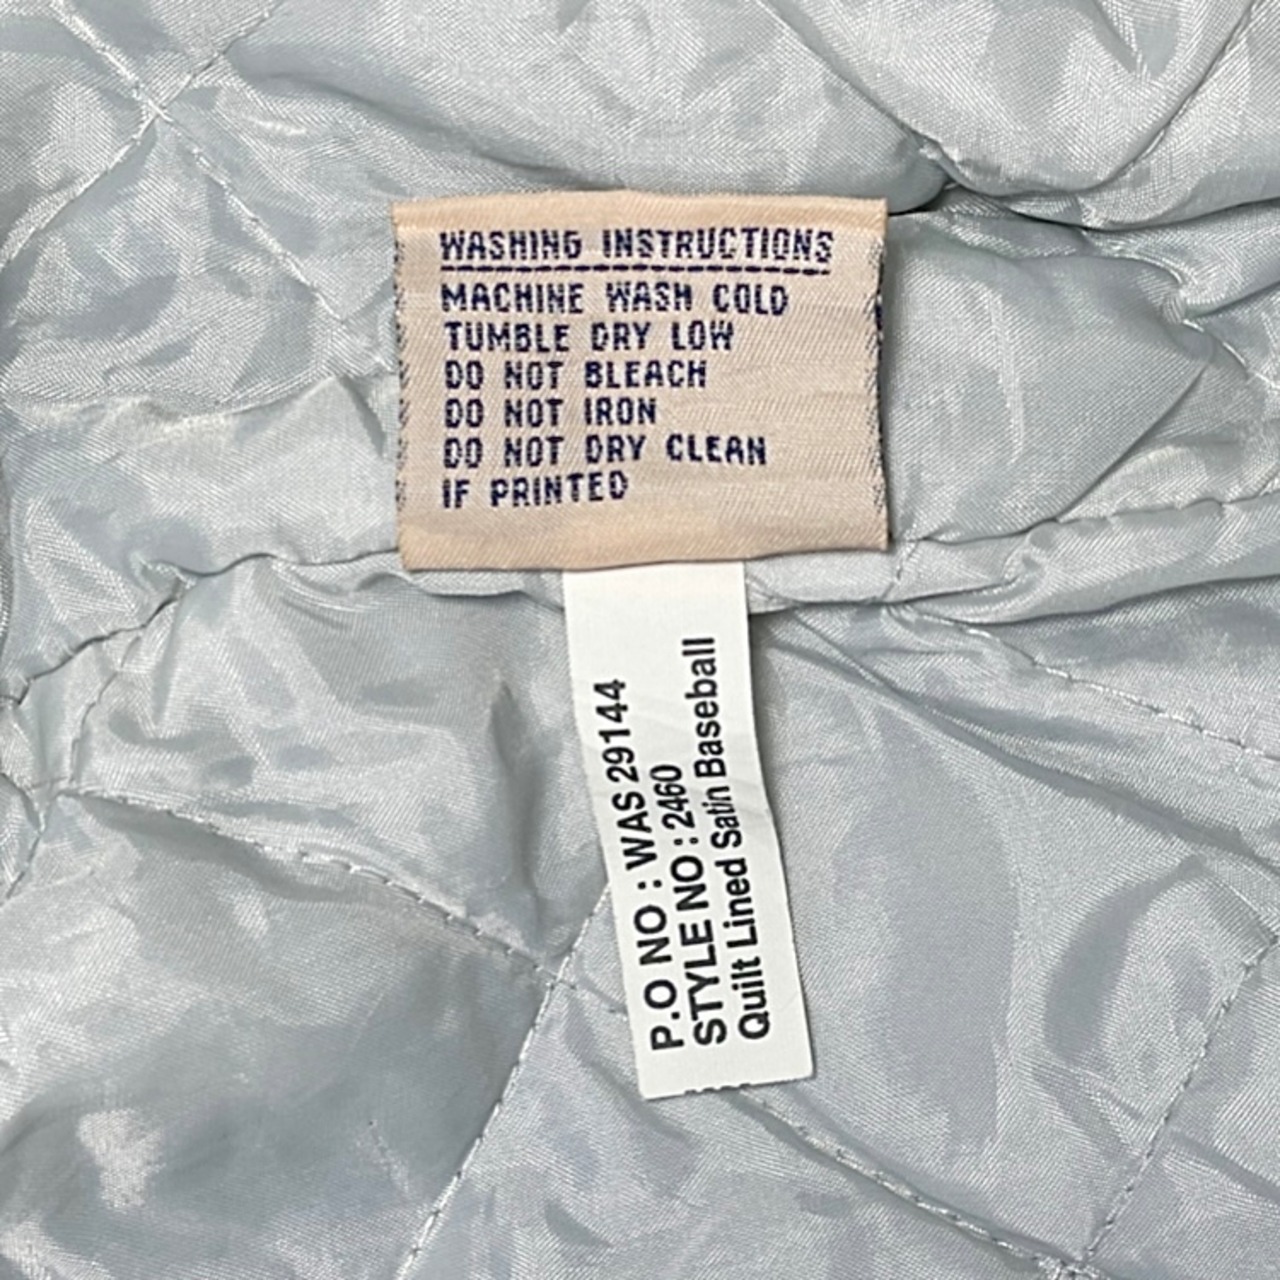 WASHING INSTRUCTIONS
MACHINE WASH COLD
TUMBLE DRY LOW
DO NOT BLEACH
DO NOT IRON
DO NOT DRY CLEAN
IF PRINTED
P.O NO : WAS 29144
STYLE NO : 2460
Quilt Lined Satin Baseball